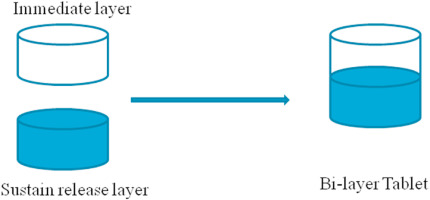 Immediate layer
Sustain release layer
Bi-layer Tablet